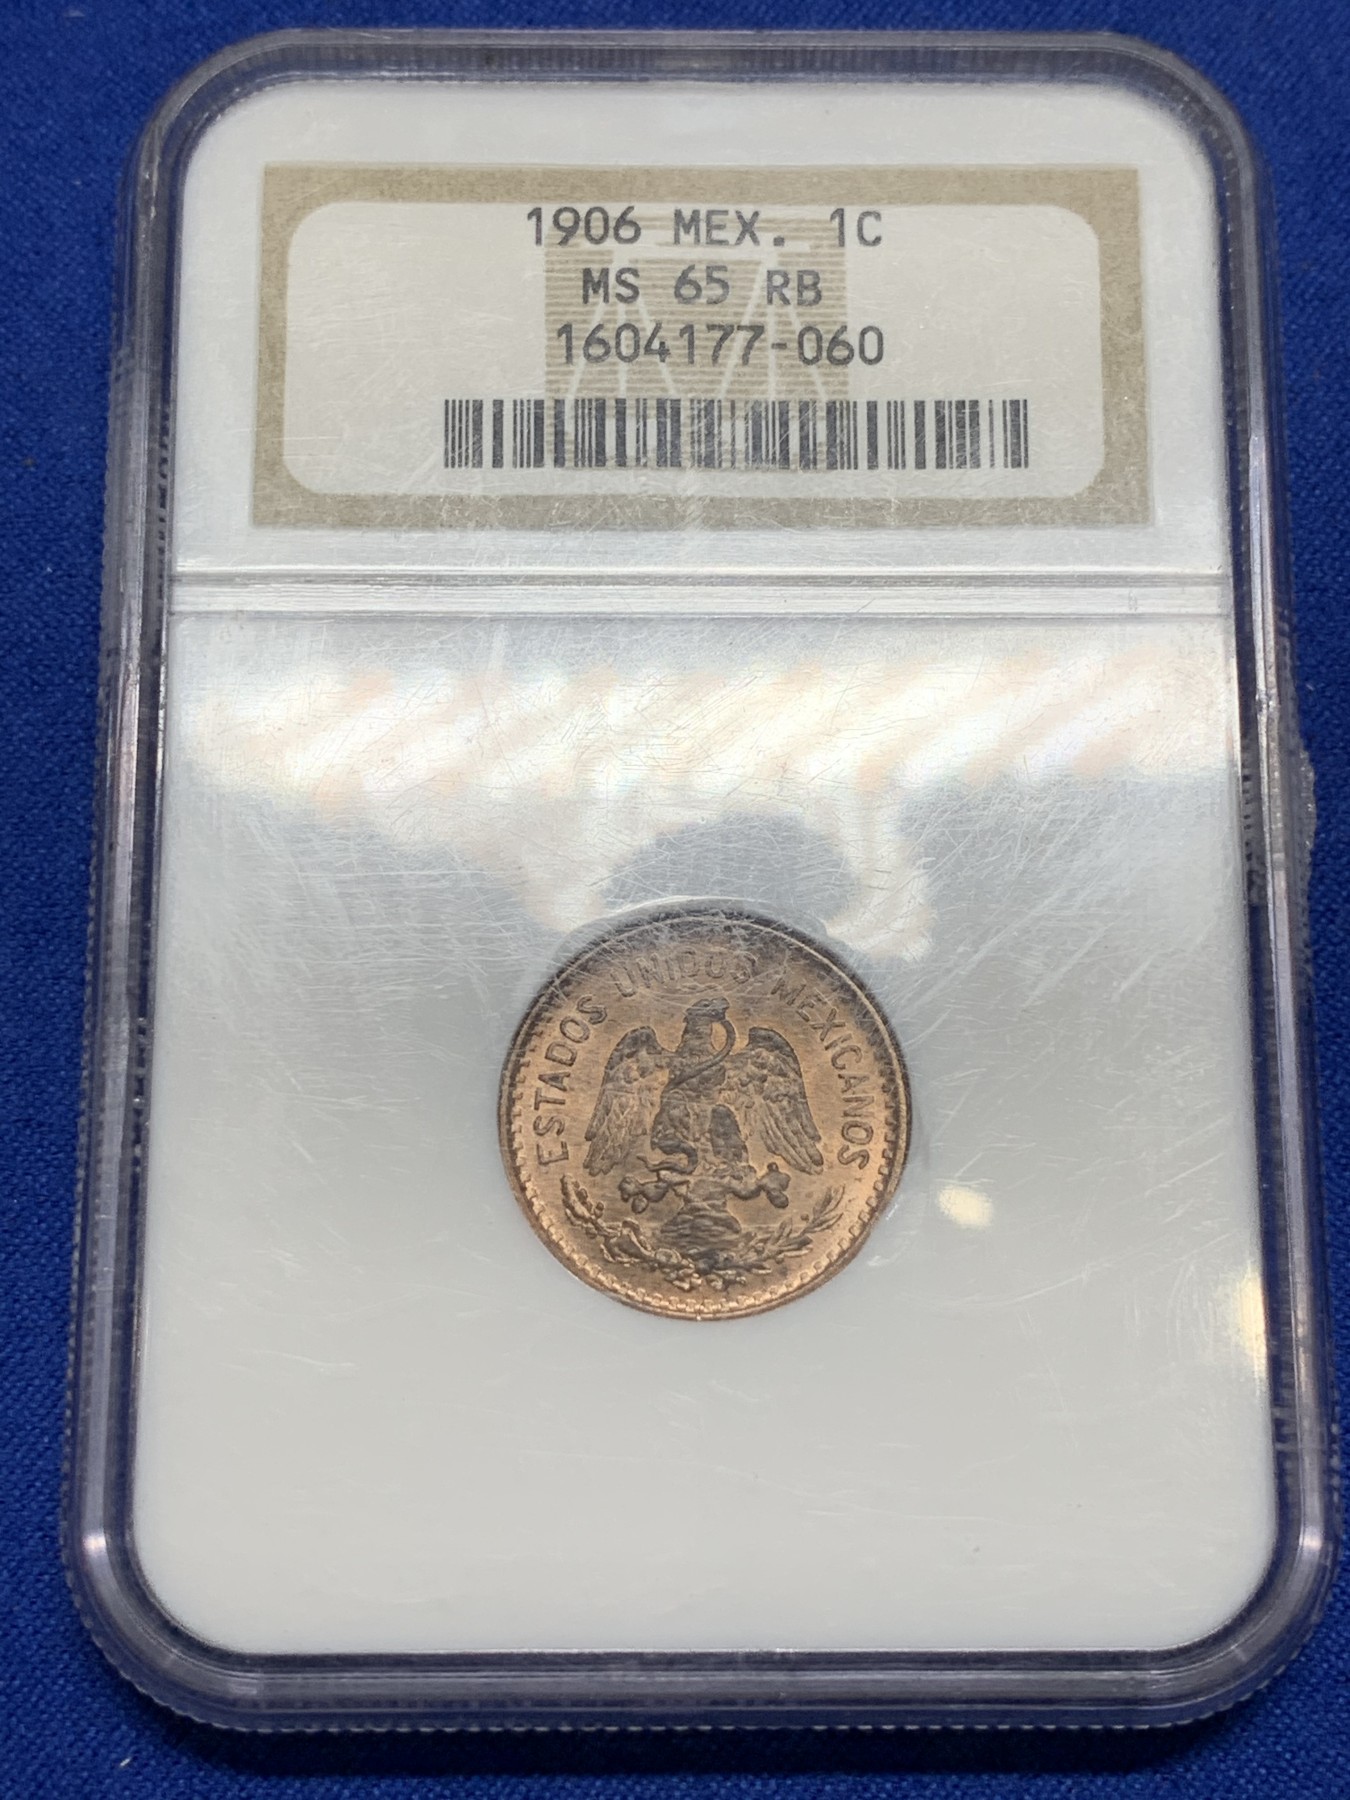 1906 MEX. 1C
MS 65 RB
1604177-060
ESTADOS UNIDOS MEXICANOS